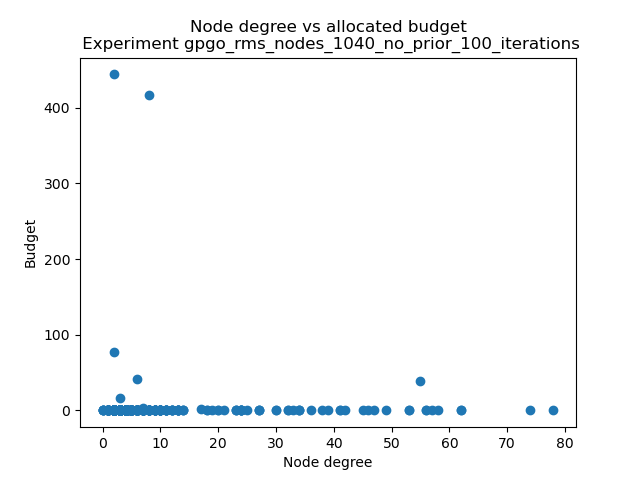 Node degree vs allocated budget
Experiment gpgo_rms_nodes_1040_no_prior_100_iterations
400
300
200
100
0
Budget
0 10 20 30 40 50 60 70 80
Node degree